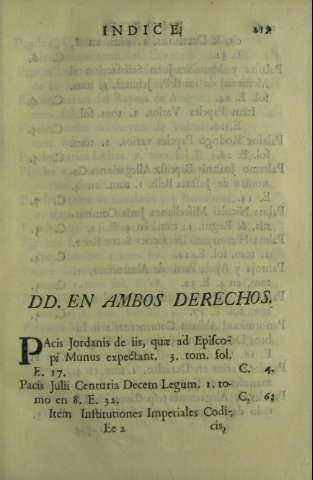 INDICE.
219
DD. EN AMBOS DERECHOS.
PAcis Jordanis de iis, quæ ad Episco-
pi Munus expectant. 3. tom. fol.
E. 17. C. 4.
Pacis Julii Centuria Decem Legum. 1. to-
mo en 8. E. 32. C. 6.
Item Institutiones Imperiales Codi-
Ee 2 cis,